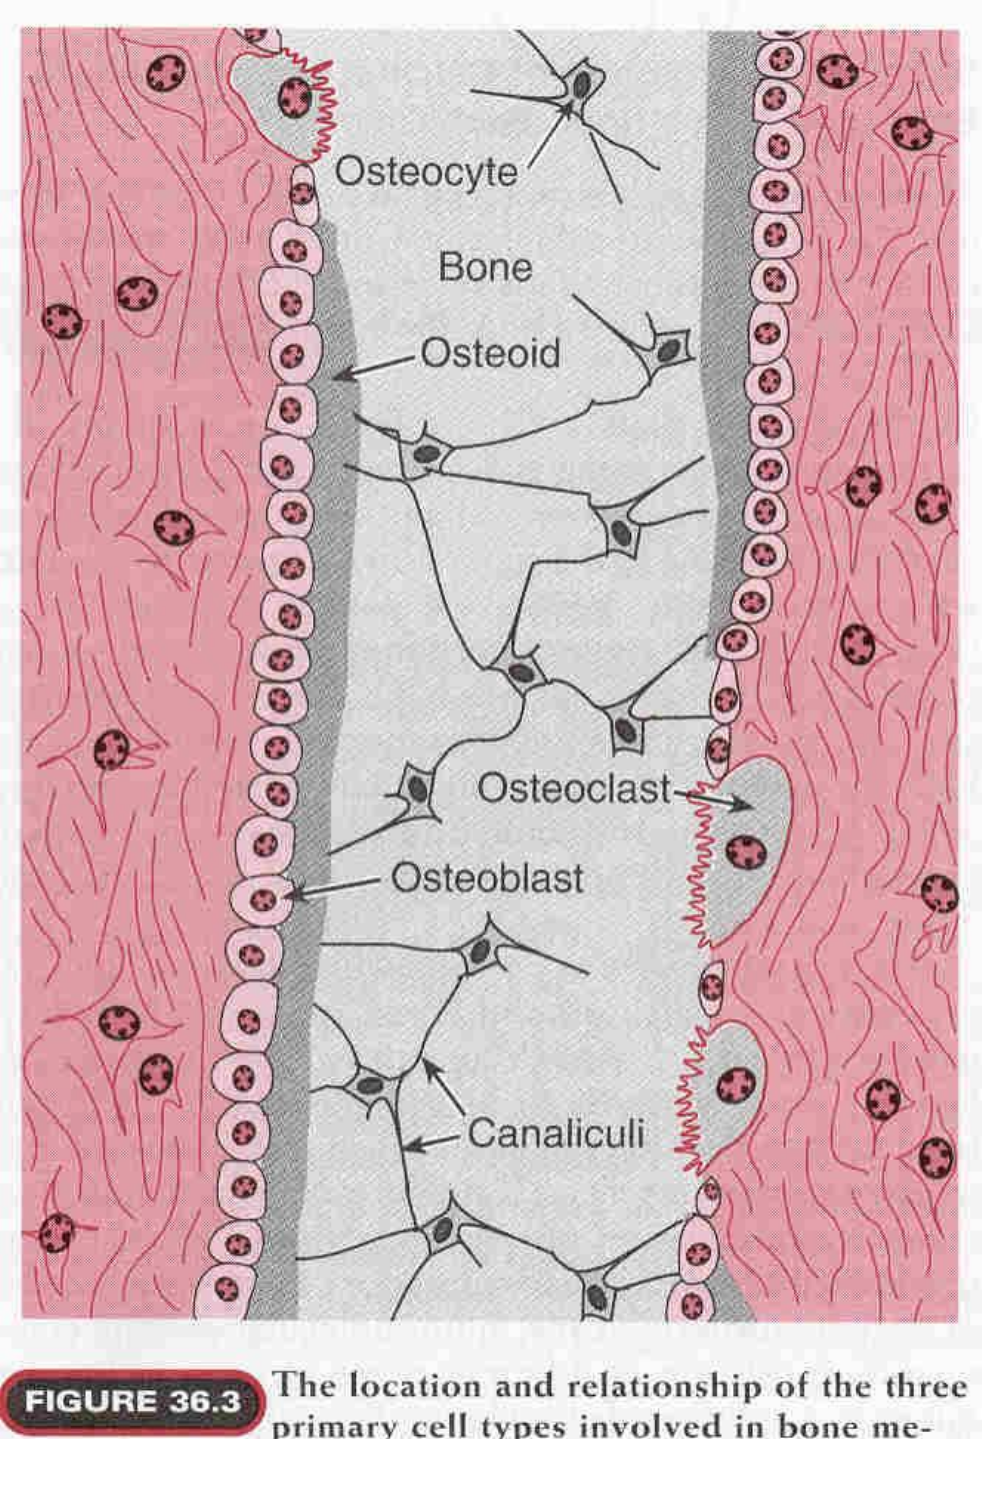 Osteocyte
Bone
Osteoid
Osteoclast
Osteoblast
Canaliculi
FIGURE 36.3
The location and relationship of the three
primary cell types involved in bone me-